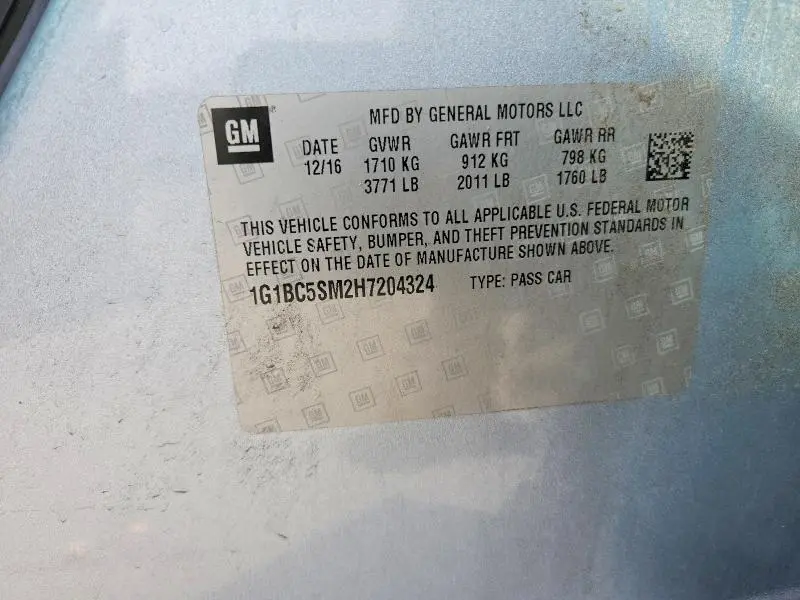 GM
MFD BY GENERAL MOTORS LLC
DATE GVWR GAWR FRT GAWR RR
12/16 1710 KG 912 KG 798 KG
3771 LB 2011 LB 1760 LB
THIS VEHICLE CONFORMS TO ALL APPLICABLE U.S. FEDERAL MOTOR
VEHICLE SAFETY, BUMPER, AND THEFT PREVENTION STANDARDS IN
EFFECT ON THE DATE OF MANUFACTURE SHOWN ABOVE.
1G1BC5SM2H7204324 TYPE: PASS CAR